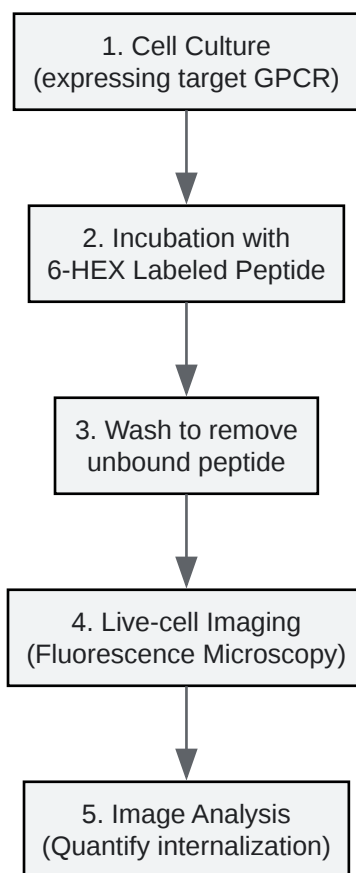 1. Cell Culture
(expressing target GPCR)
2. Incubation with
6-HEX Labeled Peptide
3. Wash to remove
unbound peptide
4. Live-cell Imaging
(Fluorescence Microscopy)
5. Image Analysis
(Quantify internalization)